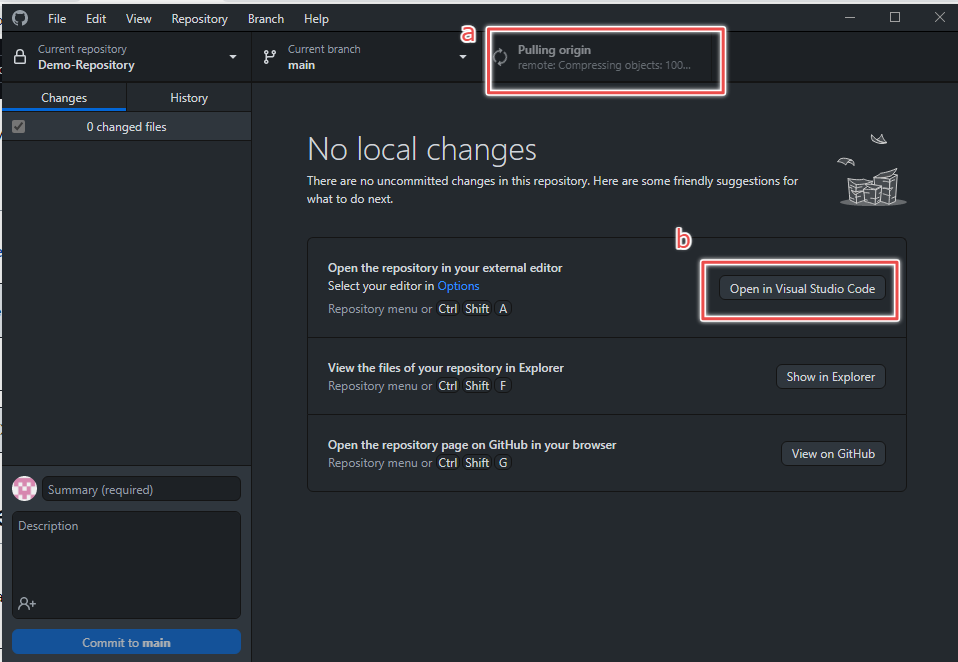 File Edit View Repository Branch Help
a
Current repository
Demo-Repository
Current branch
main
Pulling origin
remote: Compressing objects: 100...
Changes History
0 changed files
No local changes
There are no uncommitted changes in this repository. Here are some friendly suggestions for
what to do next.
b
Open the repository in your external editor
Select your editor in Options
Repository menu or Ctrl Shift A
Open in Visual Studio Code
View the files of your repository in Explorer
Repository menu or Ctrl Shift F
Show in Explorer
Open the repository page on GitHub in your browser
Repository menu or Ctrl Shift G
View on GitHub
Summary (required)
Description
Commit to main